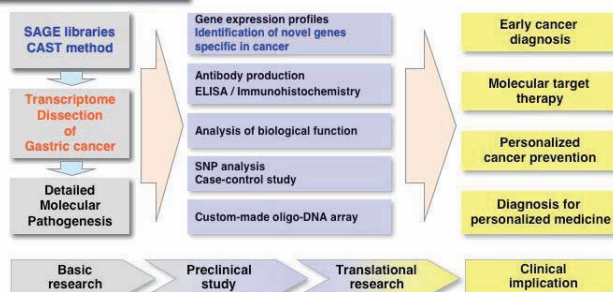 SAGE libraries
CAST method
Transcriptome
Dissection
of
Gastric cancer
Detailed
Molecular
Pathogenesis
Gene expression profiles
Identification of novel genes
specific in cancer
Antibody production
ELISA / Immunohistochemistry
Analysis of biological function
SNP analysis
Case-control study
Custom-made oligo-DNA array
Early cancer
diagnosis
Molecular target
therapy
Personalized
cancer prevention
Diagnosis for
personalized medicine
Basic
research
Preclinical
study
Translational
research
Clinical
implication